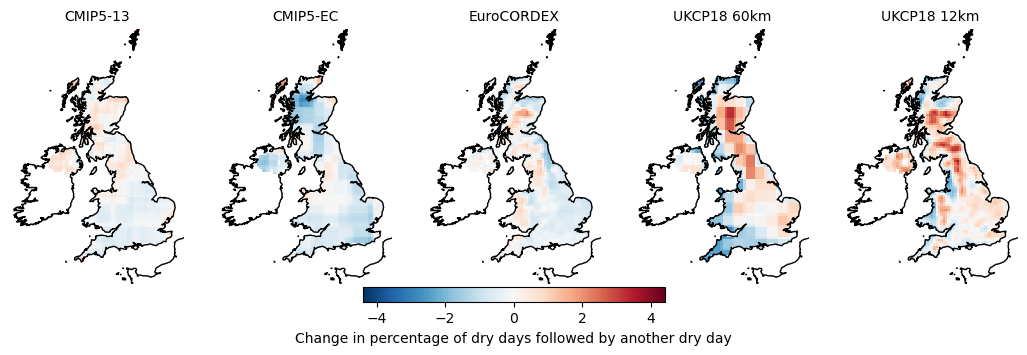 CMIP5-13 CMIP5-EC EuroCORDEX UKCP18 60km UKCP18 12km
−4 −2 0 2 4
Change in percentage of dry days followed by another dry day